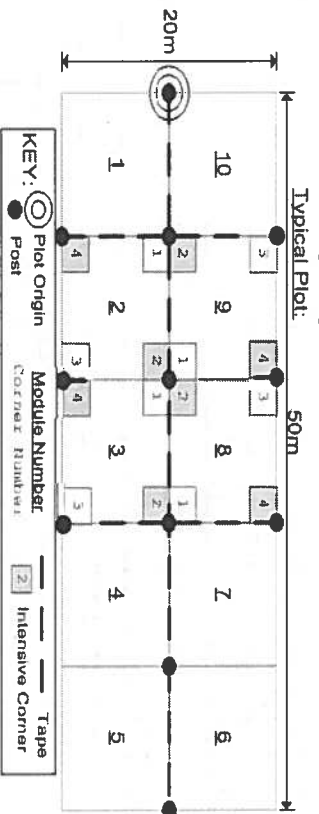 Typical Plot:
50m
20m
10 9 8 7 6
3 4 3 4
2 1 2 1
1 2 1 2
1 2 3 4 5
4 3 4 3
KEY: Plot Origin Module Number Tape
Post Corner Number 2 Intensive Corner